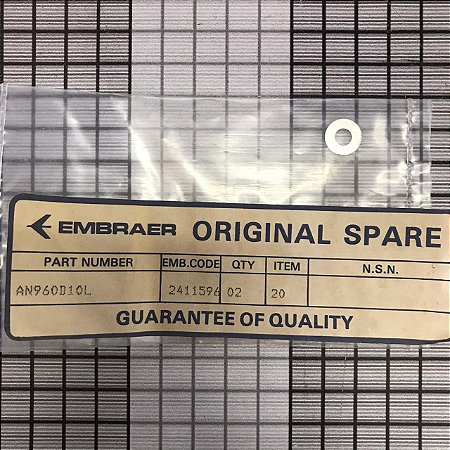 EMBRAER ORIGINAL SPARE
PART NUMBER EMB.CODE QTY ITEM N.S.N.
AN960D10L 2411596 02 20
GUARANTEE OF QUALITY